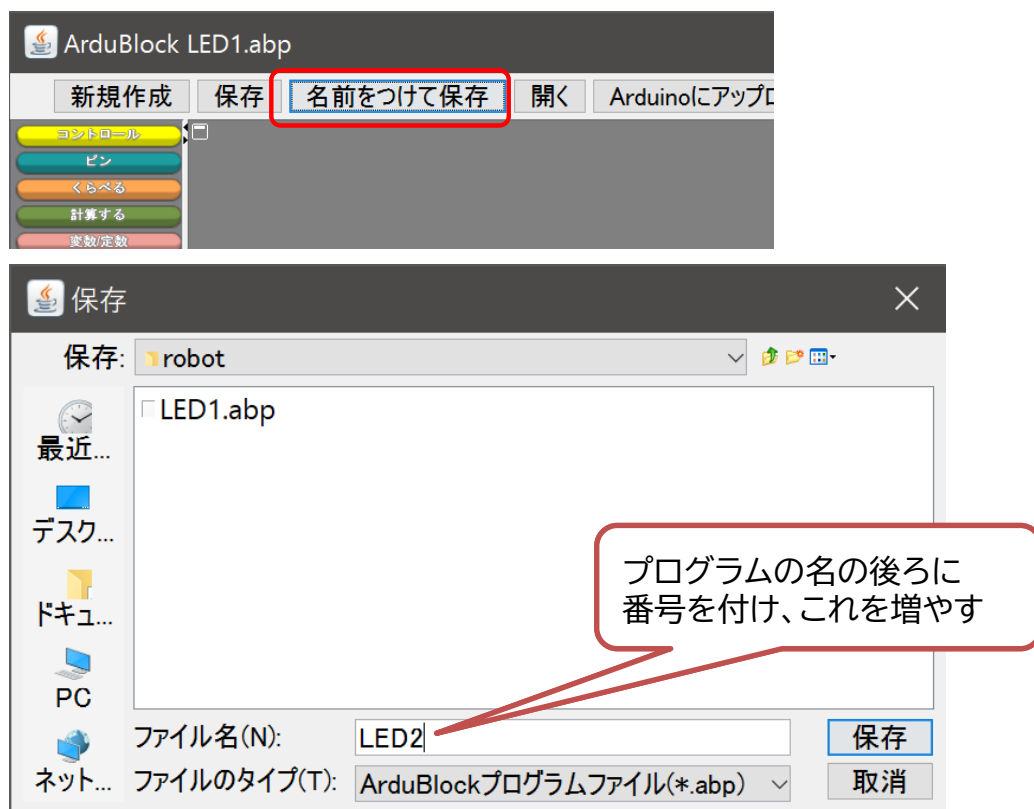 ArduBlock LED1.abp
新規作成 保存 名前をつけて保存 開く Arduinoにアップロ
コントロール
ピン
くらべる
計算する
変数/定数
保存
保存: robot
LED1.abp
最近...
デスク...
ドキュ...
PC
ネット...
プログラムの名の後ろに
番号を付け、これを増やす
ファイル名(N): LED2 保存
ファイルのタイプ(T): ArduBlockプログラムファイル(*.abp) 取消